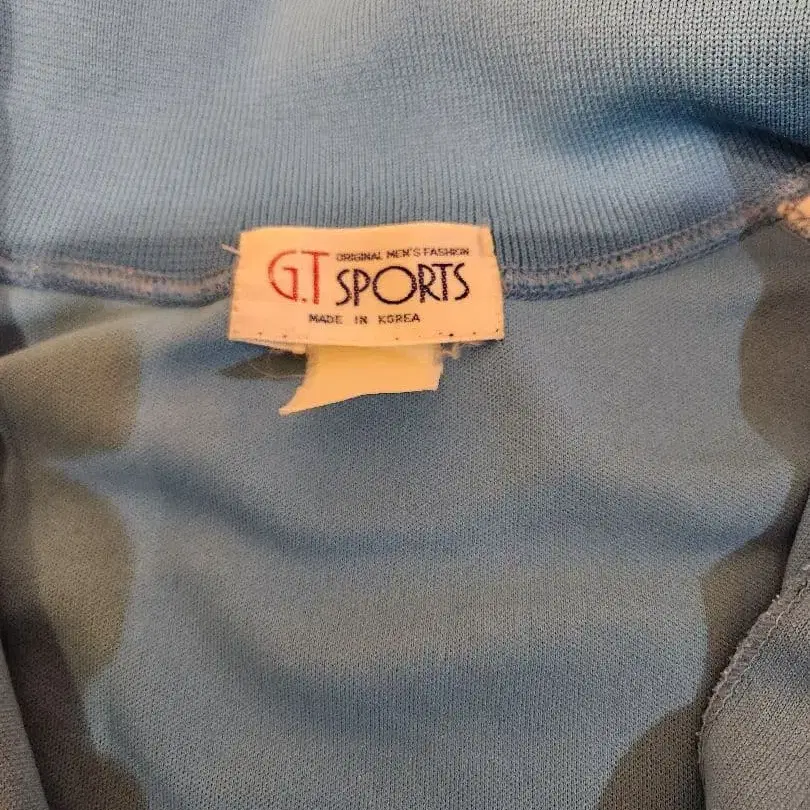 G.T ORIGINAL MEN'S FASHION
SPORTS
MADE IN KOREA